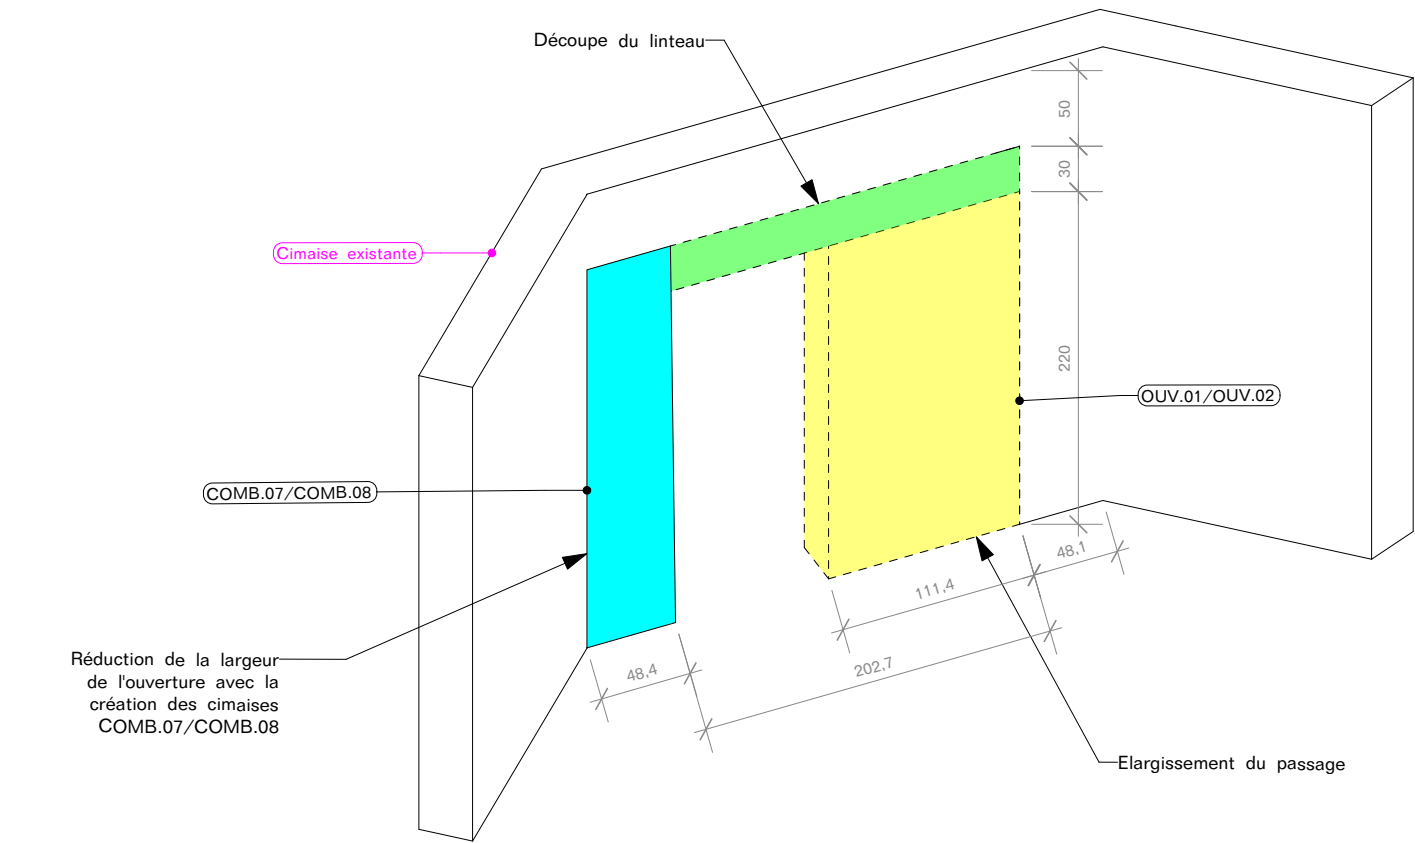 Découpe du linteau
50
30
Cimaise existante
220
OUV.01/OUV.02
COMB.07/COMB.08
48,1
111,4
202,7
48,4
Réduction de la largeur
de l'ouverture avec la
création des cimaises
COMB.07/COMB.08
Elargissement du passage